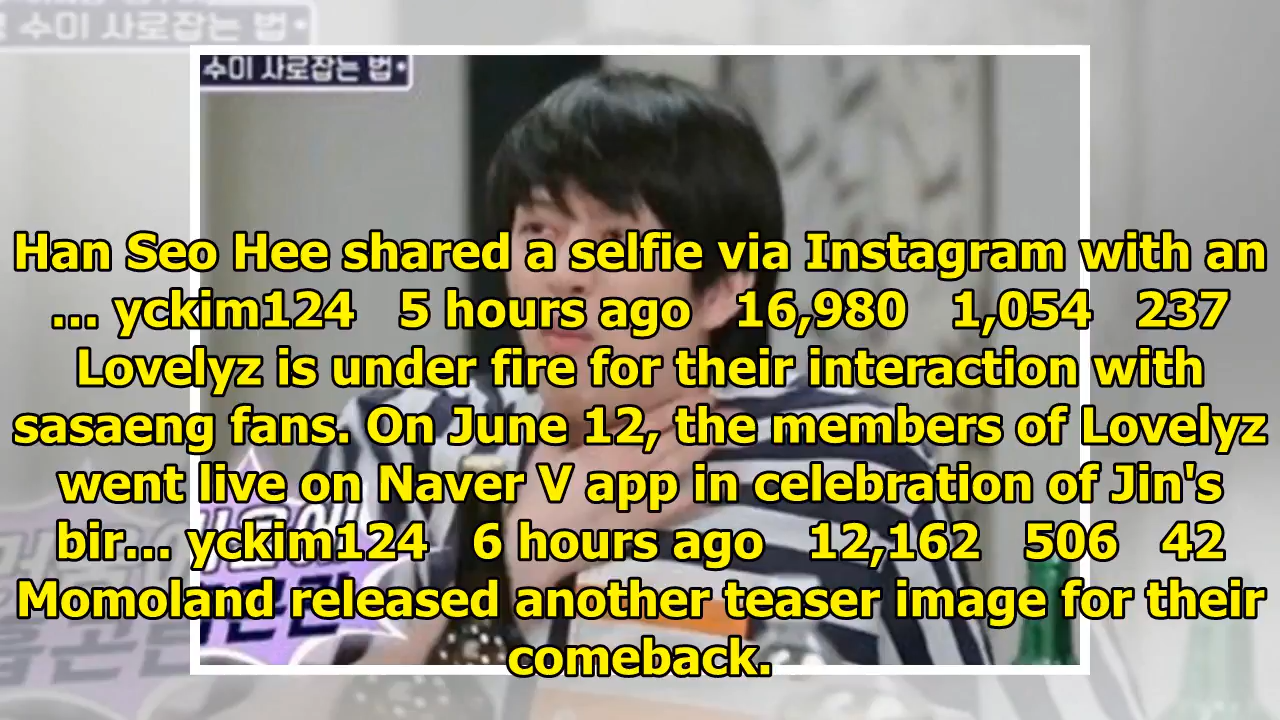 수미 사로잡는 법•
수미 사로잡는 법•
Han Seo Hee shared a selfie via Instagram with an
... yckim124 5 hours ago 16,980 1,054 237
Lovelyz is under fire for their interaction with
sasaeng fans. On June 12, the members of Lovelyz
went live on Naver V app in celebration of Jin's
bir... yckim124 6 hours ago 12,162 506 42
Momoland released another teaser image for their
comeback.